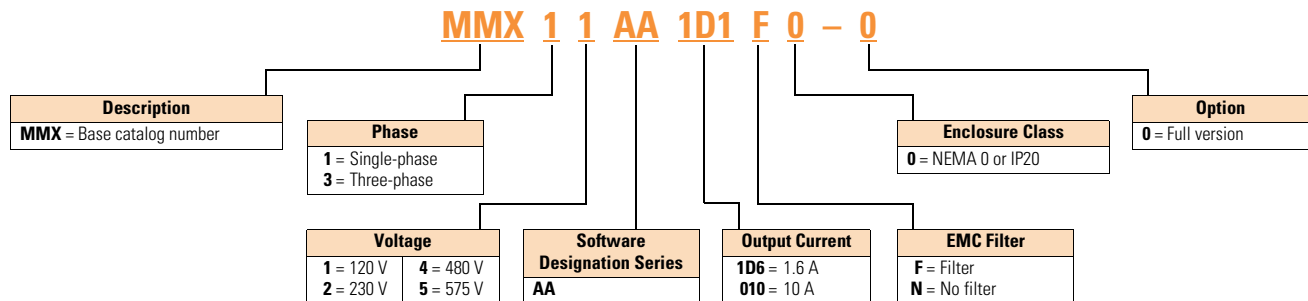 MMX 1 1 AA 1D1 F 0 – 0
Description
MMX = Base catalog number
Phase
1 = Single-phase
3 = Three-phase
Enclosure Class
0 = NEMA 0 or IP20
Option
0 = Full version
Voltage
1 = 120 V 4 = 480 V
2 = 230 V 5 = 575 V
Software
Designation Series
AA
Output Current
1D6 = 1.6 A
010 = 10 A
EMC Filter
F = Filter
N = No filter